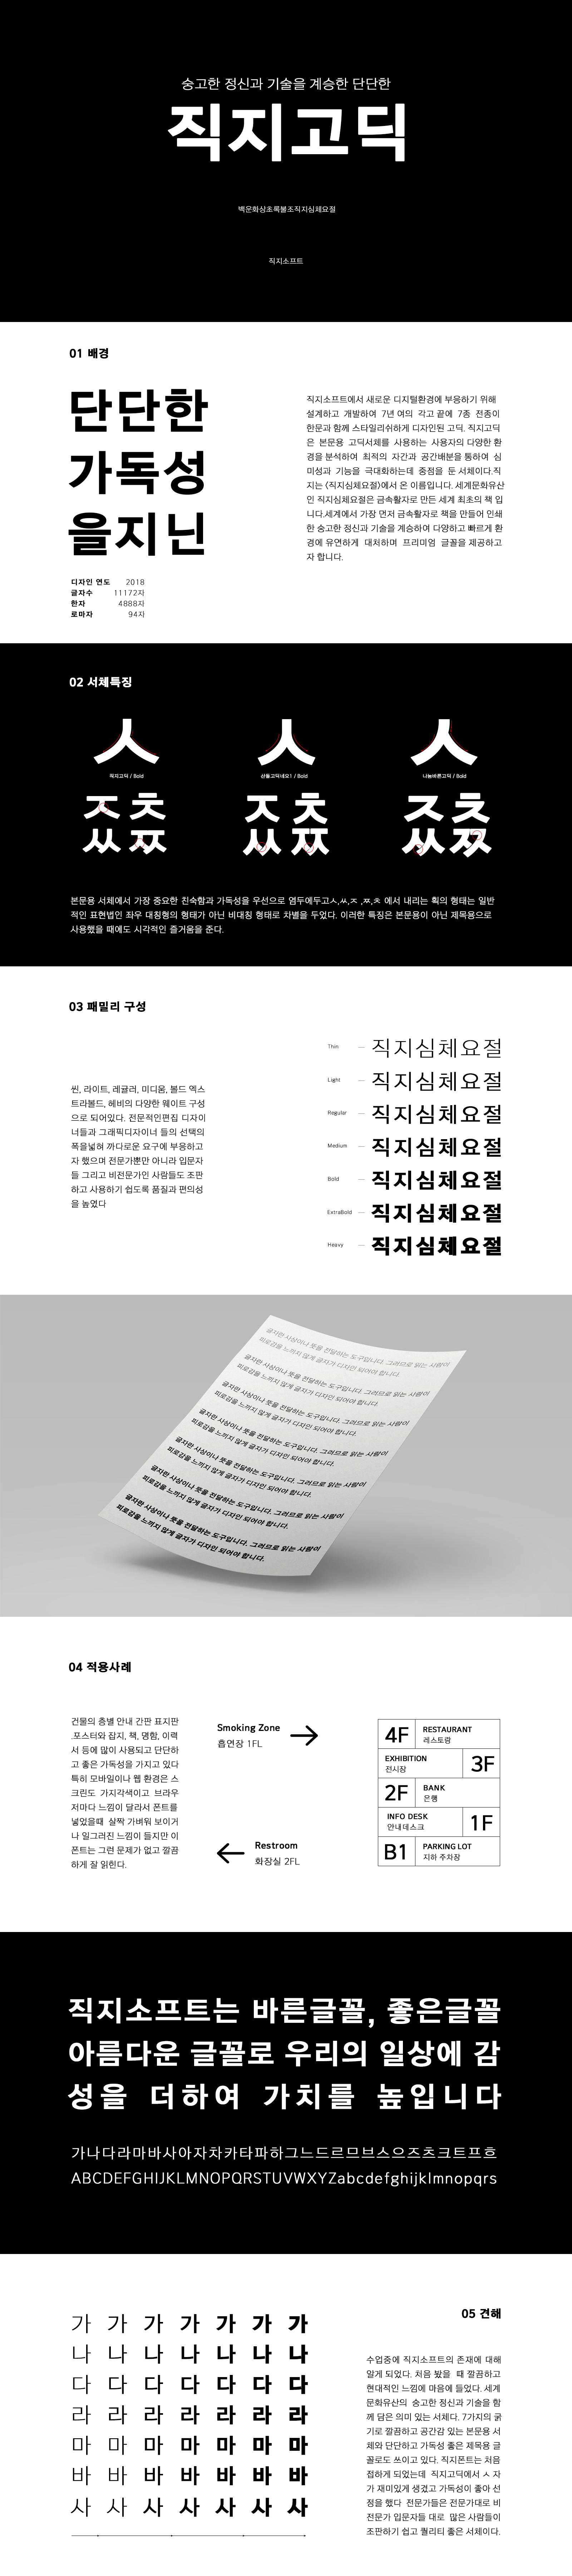 숭고한 정신과 기술을 계승한 단단한
직지고딕
백운화상초록불조직지심체요절
직지소프트
01 배경
단단한
가독성
을지닌
디자인 연도 2018
글자수 11172자
한자 4888자
로마자 94자
직지소프트에서 새로운 디지털환경에 부응하기 위해
설계하고 개발하여 7년 여의 각고 끝에 7종 전종이
한문과 함께 스타일리쉬하게 디자인된 고딕. 직지고딕
은 본문용 고딕서체를 사용하는 사용자의 다양한 환
경을 분석하여 최적의 자간과 공간배분을 통하여 심
미성과 기능을 극대화하는데 중점을 둔 서체이다.직
지는 <직지심체요절>에서 온 이름입니다. 세계문화유산
인 직지심체요절은 금속활자로 만든 세계 최초의 책 입
니다.세계에서 가장 먼저 금속활자로 책을 만들어 인쇄
한 숭고한 정신과 기술을 계승하여 다양하고 빠르게 환
경에 유연하게 대처하며 프리미엄 글꼴을 제공하고
자 합니다.
02 서체특징
ㅅ ㅅ ㅅ
직지고딕 / Bold
산돌고딕네오1 / Bold
나눔바른고딕 / Bold
ㅈ ㅊ ㅈ ㅊ ㅈ ㅊ
ㅆ ㅉ ㅆ ㅉ ㅆ ㅉ
본문용 서체에서 가장 중요한 친숙함과 가독성을 우선으로 염두에두고ㅅ,ㅆ,ㅈ ,ㅉ,ㅊ 에서 내리는 획의 형태는 일반
적인 표현법인 좌우 대칭형의 형태가 아닌 비대칭 형태로 차별을 두었다. 이러한 특징은 본문용이 아닌 제목용으로
사용했을 때에도 시각적인 즐거움을 준다.
03 패밀리 구성
씬, 라이트, 레귤러, 미디움, 볼드 엑스
트라볼드, 헤비의 다양한 웨이트 구성
으로 되어있다. 전문적인편집 디자이
너들과 그래픽디자이너 들의 선택의
폭을넓혀 까다로운 요구에 부응하고
자 했으며 전문가뿐만 아니라 입문자
들 그리고 비전문가인 사람들도 조판
하고 사용하기 쉽도록 품질과 편의성
을 높였다
Thin 직지심체요절
Light 직지심체요절
Regular 직지심체요절
Medium 직지심체요절
Bold 직지심체요절
ExtraBold 직지심체요절
Heavy 직지심체요절
글자란 사상이나 뜻을 전달하는 도구입니다. 그러므로 읽는 사람이
피로감을 느끼지 않게 글자가 디자인 되어야 합니다.
글자란 사상이나 뜻을 전달하는 도구입니다. 그러므로 읽는 사람이
피로감을 느끼지 않게 글자가 디자인 되어야 합니다.
글자란 사상이나 뜻을 전달하는 도구입니다. 그러므로 읽는 사람이
피로감을 느끼지 않게 글자가 디자인 되어야 합니다.
글자란 사상이나 뜻을 전달하는 도구입니다. 그러므로 읽는 사람이
피로감을 느끼지 않게 글자가 디자인 되어야 합니다.
글자란 사상이나 뜻을 전달하는 도구입니다. 그러므로 읽는 사람이
피로감을 느끼지 않게 글자가 디자인 되어야 합니다.
글자란 사상이나 뜻을 전달하는 도구입니다. 그러므로 읽는 사람이
피로감을 느끼지 않게 글자가 디자인 되어야 합니다.
글자란 사상이나 뜻을 전달하는 도구입니다. 그러므로 읽는 사람이
피로감을 느끼지 않게 글자가 디자인 되어야 합니다.
04 적용사례
건물의 층별 안내 간판 표지판
.포스터와 잡지, 책, 명함, 이력
서 등에 많이 사용되고 단단하
고 좋은 가독성을 가지고 있다
특히 모바일이나 웹 환경은 스
크린도 가지각색이고 브라우
저마다 느낌이 달라서 폰트를
넣었을때 살짝 가벼워 보이거
나 일그러진 느낌이 들지만 이
폰트는 그런 문제가 없고 깔끔
하게 잘 읽힌다.
Smoking Zone
흡연장 1FL
Restroom
화장실 2FL
4F RESTAURANT
레스토랑
EXHIBITION 3F
전시장
2F BANK
은행
INFO DESK 1F
안내데스크
B1 PARKING LOT
지하 주차장
직지소프트는 바른글꼴, 좋은글꼴
아름다운 글꼴로 우리의 일상에 감
성을 더하여 가치를 높입니다
가나다라마바사아자차카타파하그느드르므브스으즈츠크트프흐
ABCDEFGHIJKLMNOPQRSTUVWXYZabcdefghijklmnopqrs
가 가 가 가 가 가 가
나 나 나 나 나 나 나
다 다 다 다 다 다 다
라 라 라 라 라 라 라
마 마 마 마 마 마 마
바 바 바 바 바 바 바
사 사 사 사 사 사 사
05 견해
수업중에 직지소프트의 존재에 대해
알게 되었다. 처음 봤을 때 깔끔하고
현대적인 느낌에 마음에 들었다. 세계
문화유산의 숭고한 정신과 기술을 함
께 담은 의미 있는 서체다. 7가지의 굵
기로 깔끔하고 공간감 있는 본문용 서
체와 단단하고 가독성 좋은 제목용 글
꼴로도 쓰이고 있다. 직지폰트는 처음
접하게 되었는데 직지고딕에서 ㅅ 자
가 재미있게 생겼고 가독성이 좋아 선
정을 했다 전문가들은 전문가대로 비
전문가 입문자들 대로 많은 사람들이
조판하기 쉽고 퀄리티 좋은 서체이다.